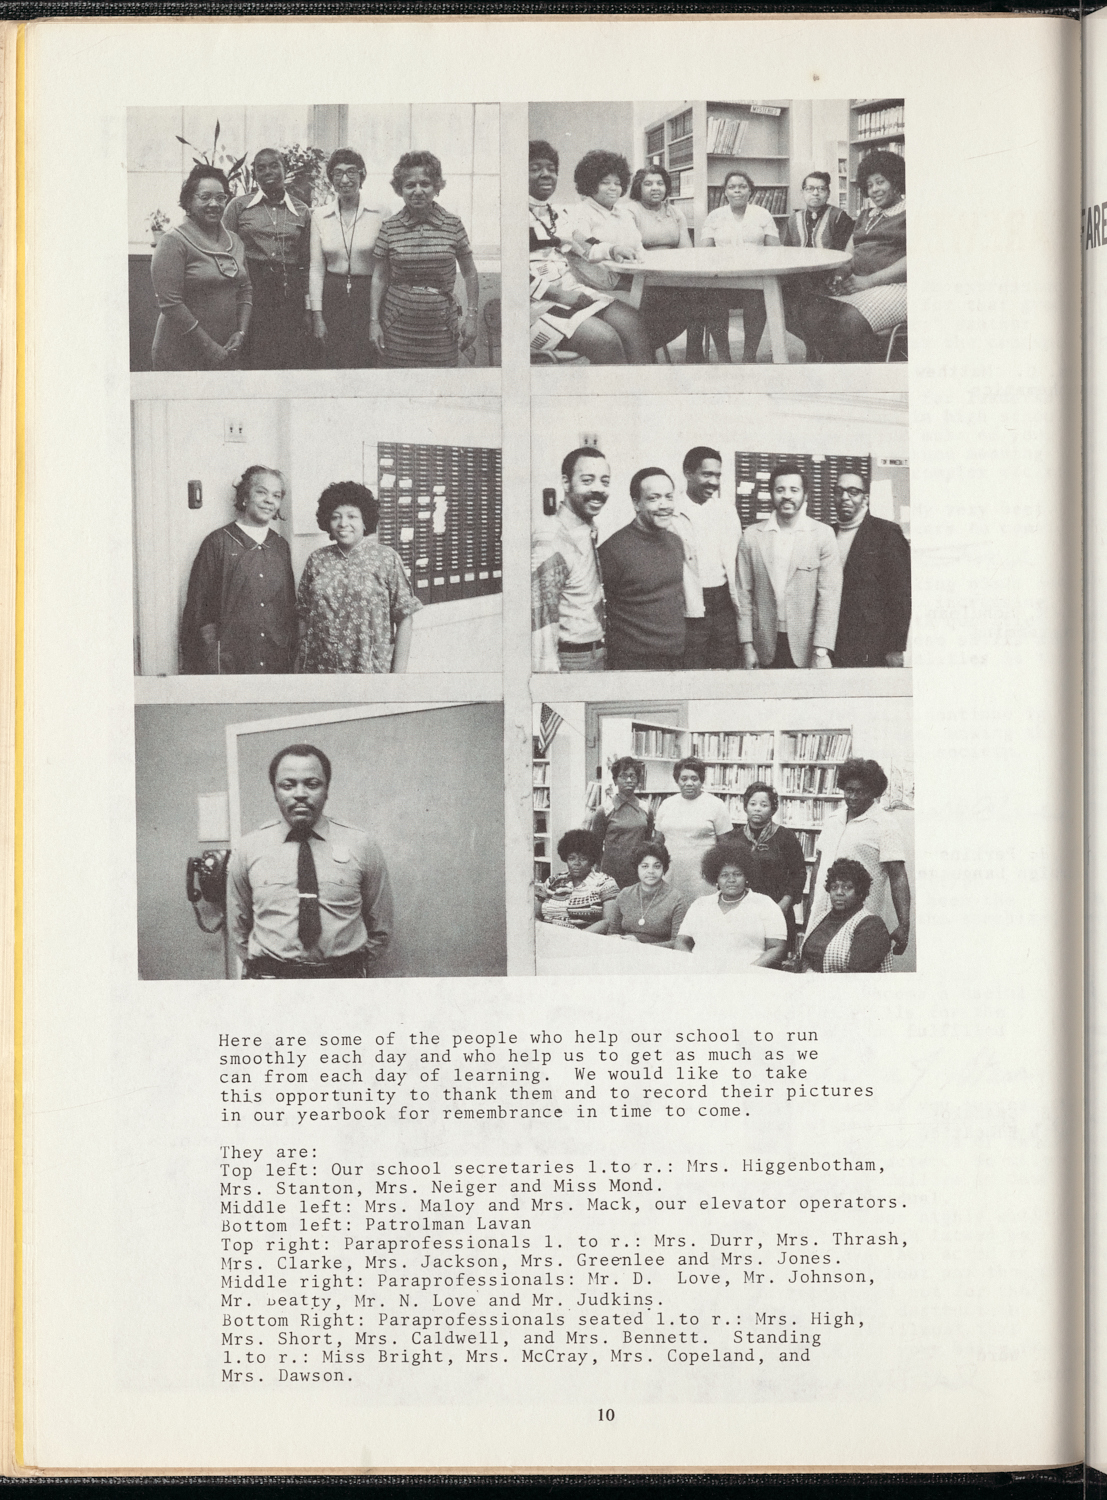 MYSTERY
PARE
Here are some of the people who help our school to run
smoothly each day and who help us to get as much as we
can from each day of learning.  We would like to take
this opportunity to thank them and to record their pictures
in our yearbook for remembrance in time to come.
They are:
Top left: Our school secretaries l.to r.: Mrs. Higgenbotham,
Mrs. Stanton, Mrs. Neiger and Miss Mond.
Middle left: Mrs. Maloy and Mrs. Mack, our elevator operators.
Bottom left: Patrolman Lavan
Top right: Paraprofessionals l. to r.: Mrs. Durr, Mrs. Thrash,
Mrs. Clarke, Mrs. Jackson, Mrs. Greenlee and Mrs. Jones.
Middle right: Paraprofessionals: Mr. D.  Love, Mr. Johnson,
Mr. Beatty, Mr. N. Love and Mr. Judkins.
Bottom Right: Paraprofessionals seated l.to r.: Mrs. High,
Mrs. Short, Mrs. Caldwell, and Mrs. Bennett.  Standing
l.to r.: Miss Bright, Mrs. McCray, Mrs. Copeland, and
Mrs. Dawson.
10